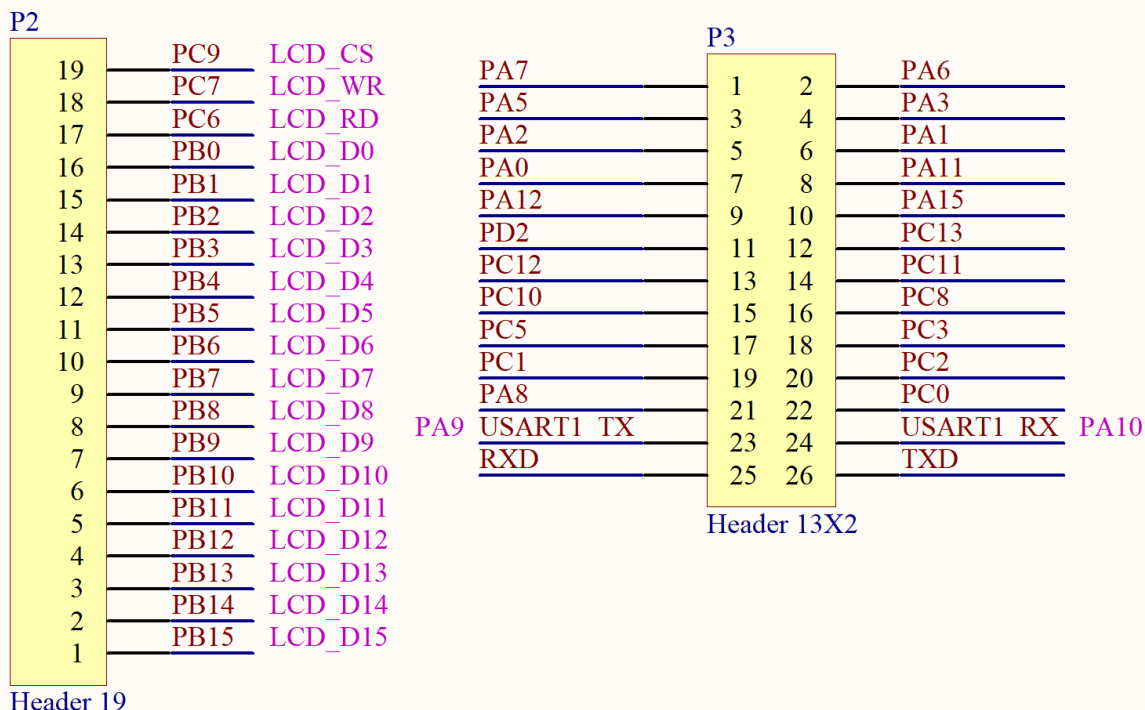 P2
19 PC9 LCD_CS
18 PC7 LCD_WR
17 PC6 LCD_RD
16 PB0 LCD_D0
15 PB1 LCD_D1
14 PB2 LCD_D2
13 PB3 LCD_D3
12 PB4 LCD_D4
11 PB5 LCD_D5
10 PB6 LCD_D6
9 PB7 LCD_D7
8 PB8 LCD_D8
7 PB9 LCD_D9
6 PB10 LCD_D10
5 PB11 LCD_D11
4 PB12 LCD_D12
3 PB13 LCD_D13
2 PB14 LCD_D14
1 PB15 LCD_D15
Header 19
P3
PA7 1 2 PA6
PA5 3 4 PA3
PA2 5 6 PA1
PA0 7 8 PA11
PA12 9 10 PA15
PD2 11 12 PC13
PC12 13 14 PC11
PC10 15 16 PC8
PC5 17 18 PC3
PC1 19 20 PC2
PA8 21 22 PC0
PA9 USART1_TX 23 24 USART1_RX PA10
RXD 25 26 TXD
Header 13X2